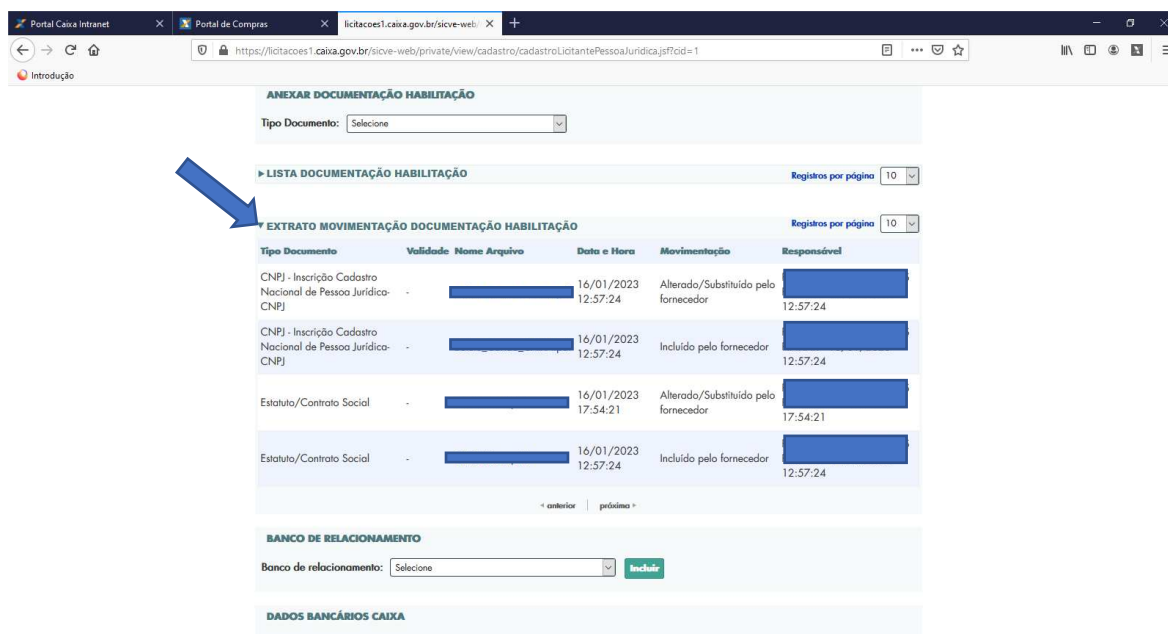 Portal Caixa Intranet
Portal de Compras
licitacoes1.caixa.gov.br/sicve-web/
https://licitacoes1.caixa.gov.br/sicve-web/private/view/cadastro/cadastroLicitantePessoaJuridica.jsf?cid=1
Introdução
ANEXAR DOCUMENTAÇÃO HABILITAÇÃO
Tipo Documento: Selecione
LISTA DOCUMENTAÇÃO HABILITAÇÃO Registros por página 10
EXTRATO MOVIMENTAÇÃO DOCUMENTAÇÃO HABILITAÇÃO Registros por página 10
Tipo Documento Validade Nome Arquivo Data e Hora Movimentação Responsável
CNPJ - Inscrição Cadastro
Nacional de Pessoa Jurídica- -
CNPJ
16/01/2023
12:57:24
Alterado/Substituído pelo
fornecedor
12:57:24
CNPJ - Inscrição Cadastro
Nacional de Pessoa Jurídica- -
CNPJ
16/01/2023
12:57:24
Incluído pelo fornecedor
12:57:24
Estatuto/Contrato Social -
16/01/2023
17:54:21
Alterado/Substituído pelo
fornecedor
17:54:21
Estatuto/Contrato Social -
16/01/2023
12:57:24
Incluído pelo fornecedor
12:57:24
anterior próxima
BANCO DE RELACIONAMENTO
Banco de relacionamento: Selecione Incluir
DADOS BANCÁRIOS CAIXA